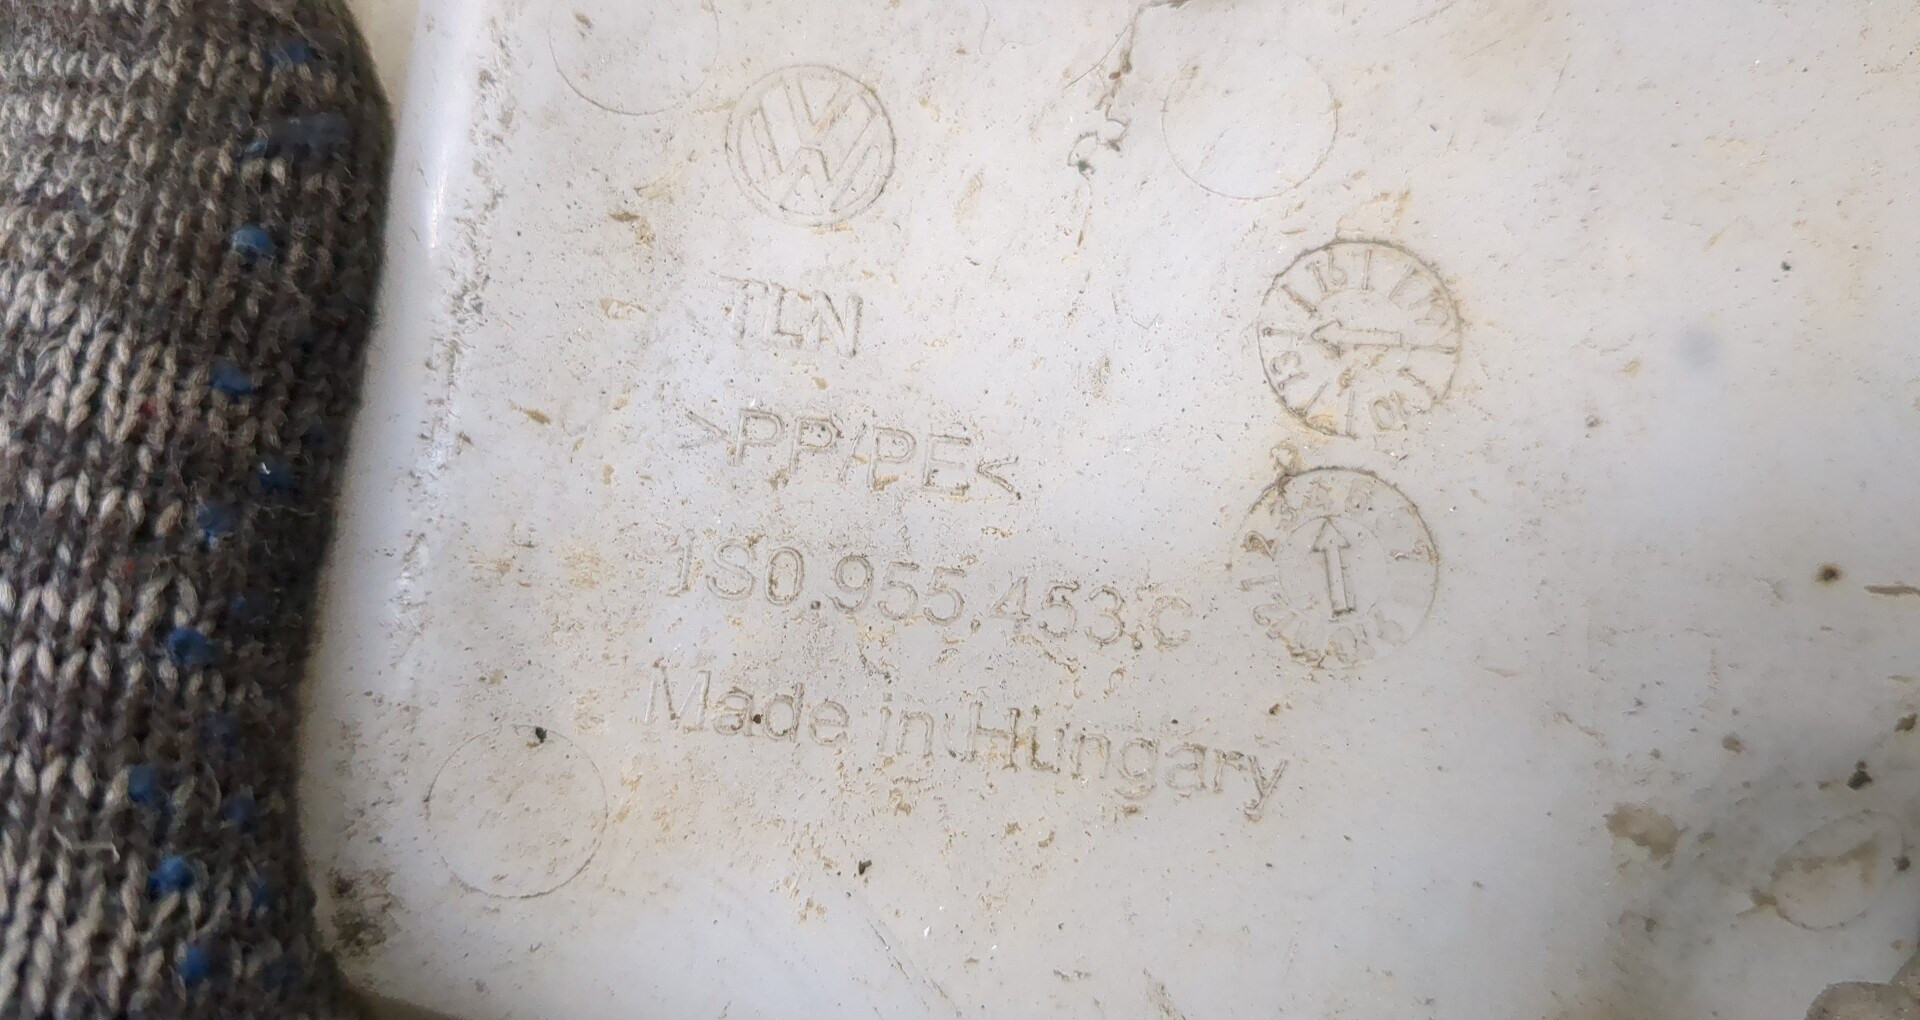 TLN
>PP/PE<
1S0.955.453.C
Made in Hungary